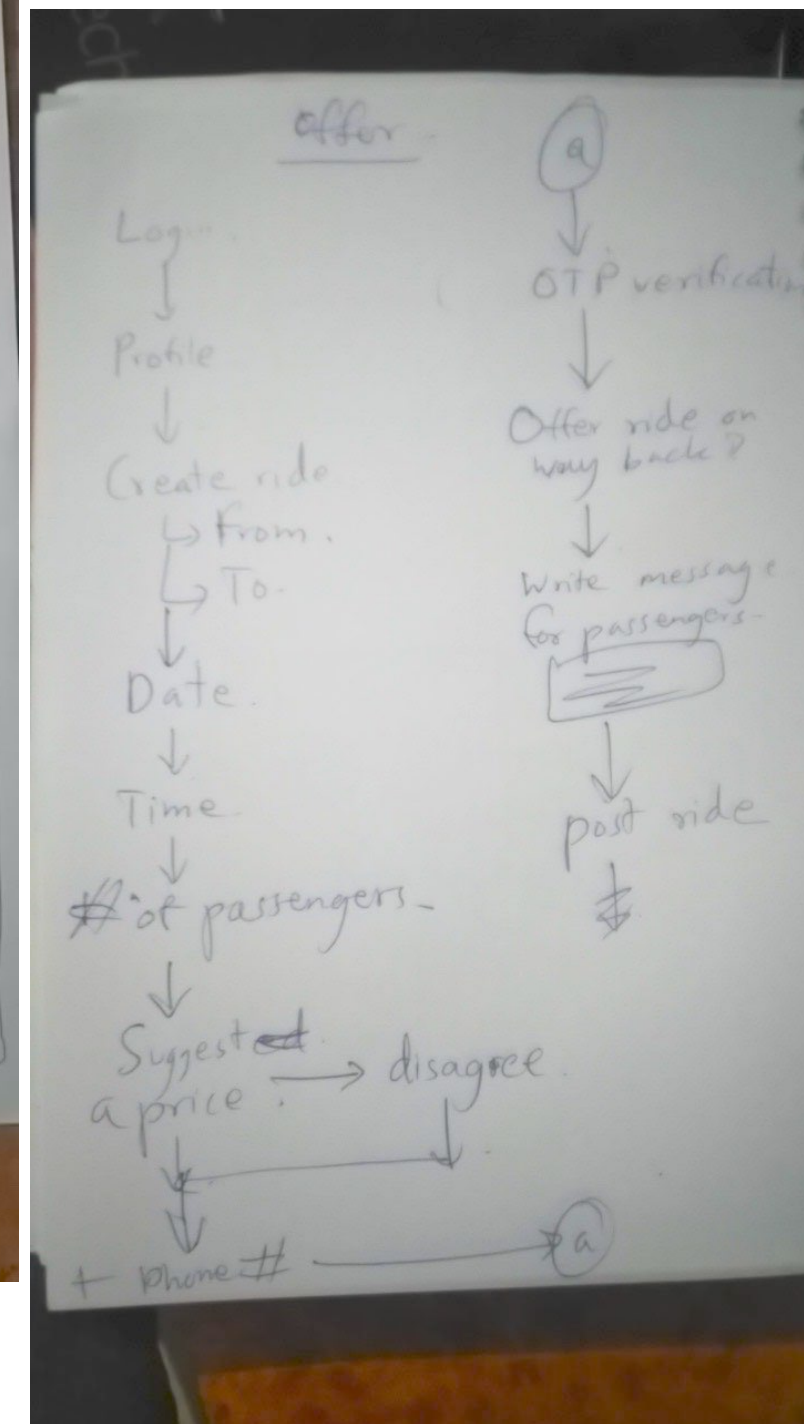 Offer
Log...
Profile
Create ride
From.
To.
Date.
Time.
# of passengers
Suggest
a price.
disagree.
+ phone #
a
a
OTP verification
Offer ride on
way back?
Write message
for passengers
post ride